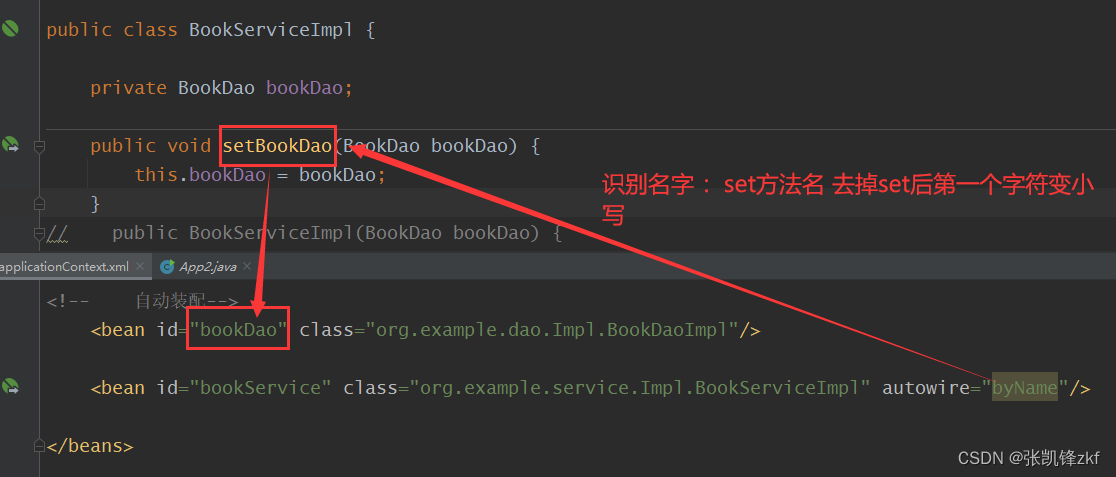 public class BookServiceImpl {
private BookDao bookDao;
public void setBookDao(BookDao bookDao) {
this.bookDao = bookDao;
识别名字： set方法名 去掉set后第一个字符变小
写
}
// public BookServiceImpl(BookDao bookDao) {
applicationContext.xml × App2.java ×
<!-- 自动装配-->
<bean id="bookDao" class="org.example.dao.Impl.BookDaoImpl"/>
<bean id="bookService" class="org.example.service.Impl.BookServiceImpl" autowire="byName"/>
</beans>
CSDN @张凯锋zkf